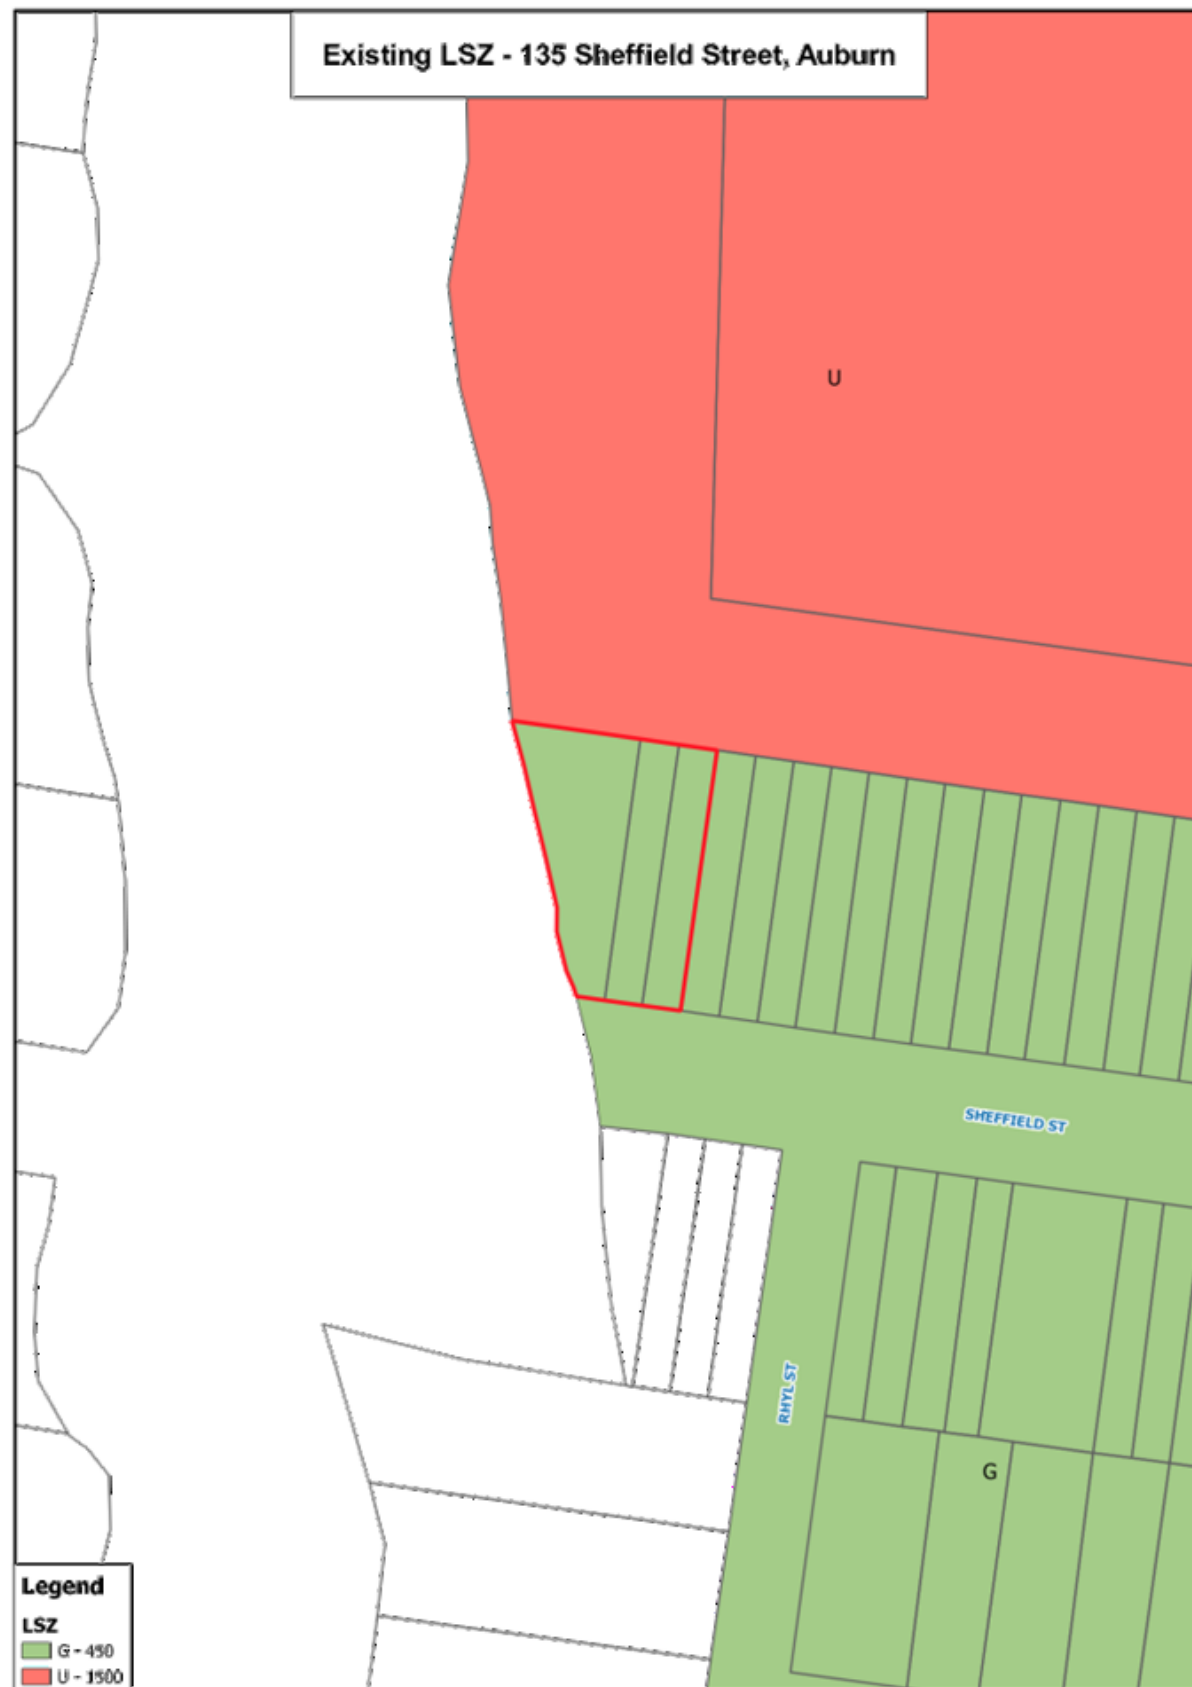 Existing LSZ - 135 Sheffield Street, Auburn
U
SHEFFIELD ST
RHYL ST
G
Legend
LSZ
G - 450
U - 1500